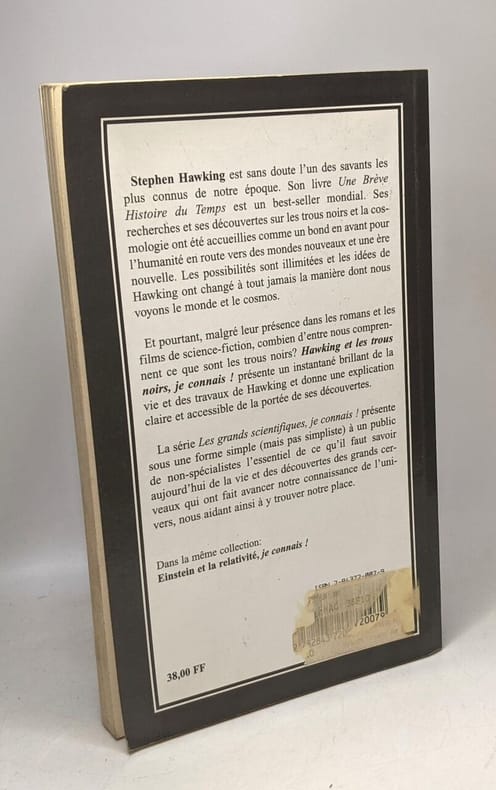 Stephen Hawking est sans doute l'un des savants les
plus connus de notre époque. Son livre Une Brève
Histoire du Temps est un best-seller mondial. Ses
recherches et ses découvertes sur les trous noirs et la cos-
mologie ont été accueillies comme un bond en avant pour
l'humanité en route vers des mondes nouveaux et une ère
nouvelle. Les possibilités sont illimitées et les idées de
Hawking ont changé à tout jamais la manière dont nous
voyons le monde et le cosmos.
Et pourtant, malgré leur présence dans les romans et les
films de science-fiction, combien d'entre nous compren-
nent ce que sont les trous noirs? Hawking et les trous
noirs, je connais ! présente un instantané brillant de la
vie et des travaux de Hawking et donne une explication
claire et accessible de la portée de ses découvertes.
La série Les grands scientifiques, je connais ! présente
sous une forme simple (mais pas simpliste) à un public
de non-spécialistes l'essentiel de ce qu'il faut savoir
aujourd'hui de la vie et des découvertes des grands cer-
veaux qui ont fait avancer notre connaissance de l'uni-
vers, nous aidant ainsi à y trouver notre place.
Dans la même collection:
Einstein et la relativité, je connais !
ISBN
20079
38,00 FF